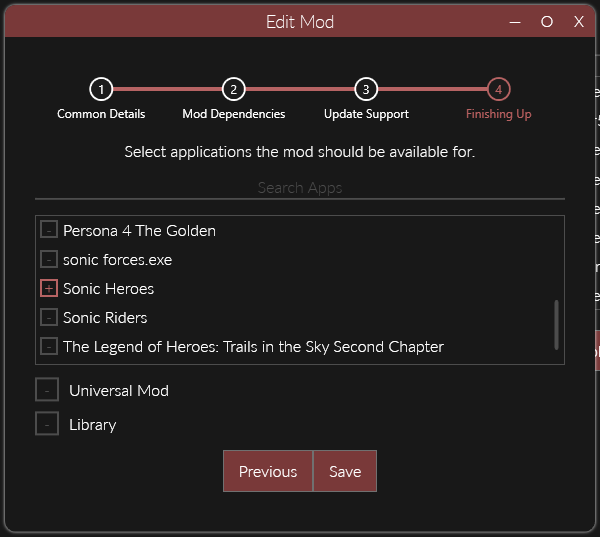 Edit Mod
1 2 3 4
Common Details Mod Dependencies Update Support Finishing Up
Select applications the mod should be available for.
Search Apps
- Persona 4 The Golden
- sonic forces.exe
+ Sonic Heroes
- Sonic Riders
- The Legend of Heroes: Trails in the Sky Second Chapter
- Universal Mod
- Library
Previous Save